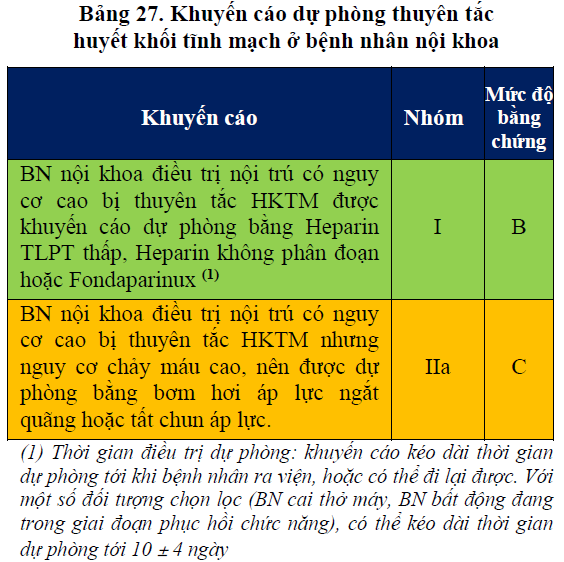 Bảng 27. Khuyến cáo dự phòng thuyên tắc
huyết khối tĩnh mạch ở bệnh nhân nội khoa
Khuyến cáo
Nhóm
Mức độ
bằng
chứng
BN nội khoa điều trị nội trú có nguy
cơ cao bị thuyên tắc HKTM được
khuyến cáo dự phòng bằng Heparin
TLPT thấp, Heparin không phân đoạn
hoặc Fondaparinux (1)
I
B
BN nội khoa điều trị nội trú có nguy
cơ cao bị thuyên tắc HKTM nhưng
nguy cơ chảy máu cao, nên được dự
phòng bằng bơm hơi áp lực ngắt
quãng hoặc tất chun áp lực.
IIa
C
(1) Thời gian điều trị dự phòng: khuyến cáo kéo dài thời gian
dự phòng tới khi bệnh nhân ra viện, hoặc có thể đi lại được. Với
một số đối tượng chọn lọc (BN cai thở máy, BN bất động đang
trong giai đoạn phục hồi chức năng), có thể kéo dài thời gian
dự phòng tới 10 ± 4 ngày